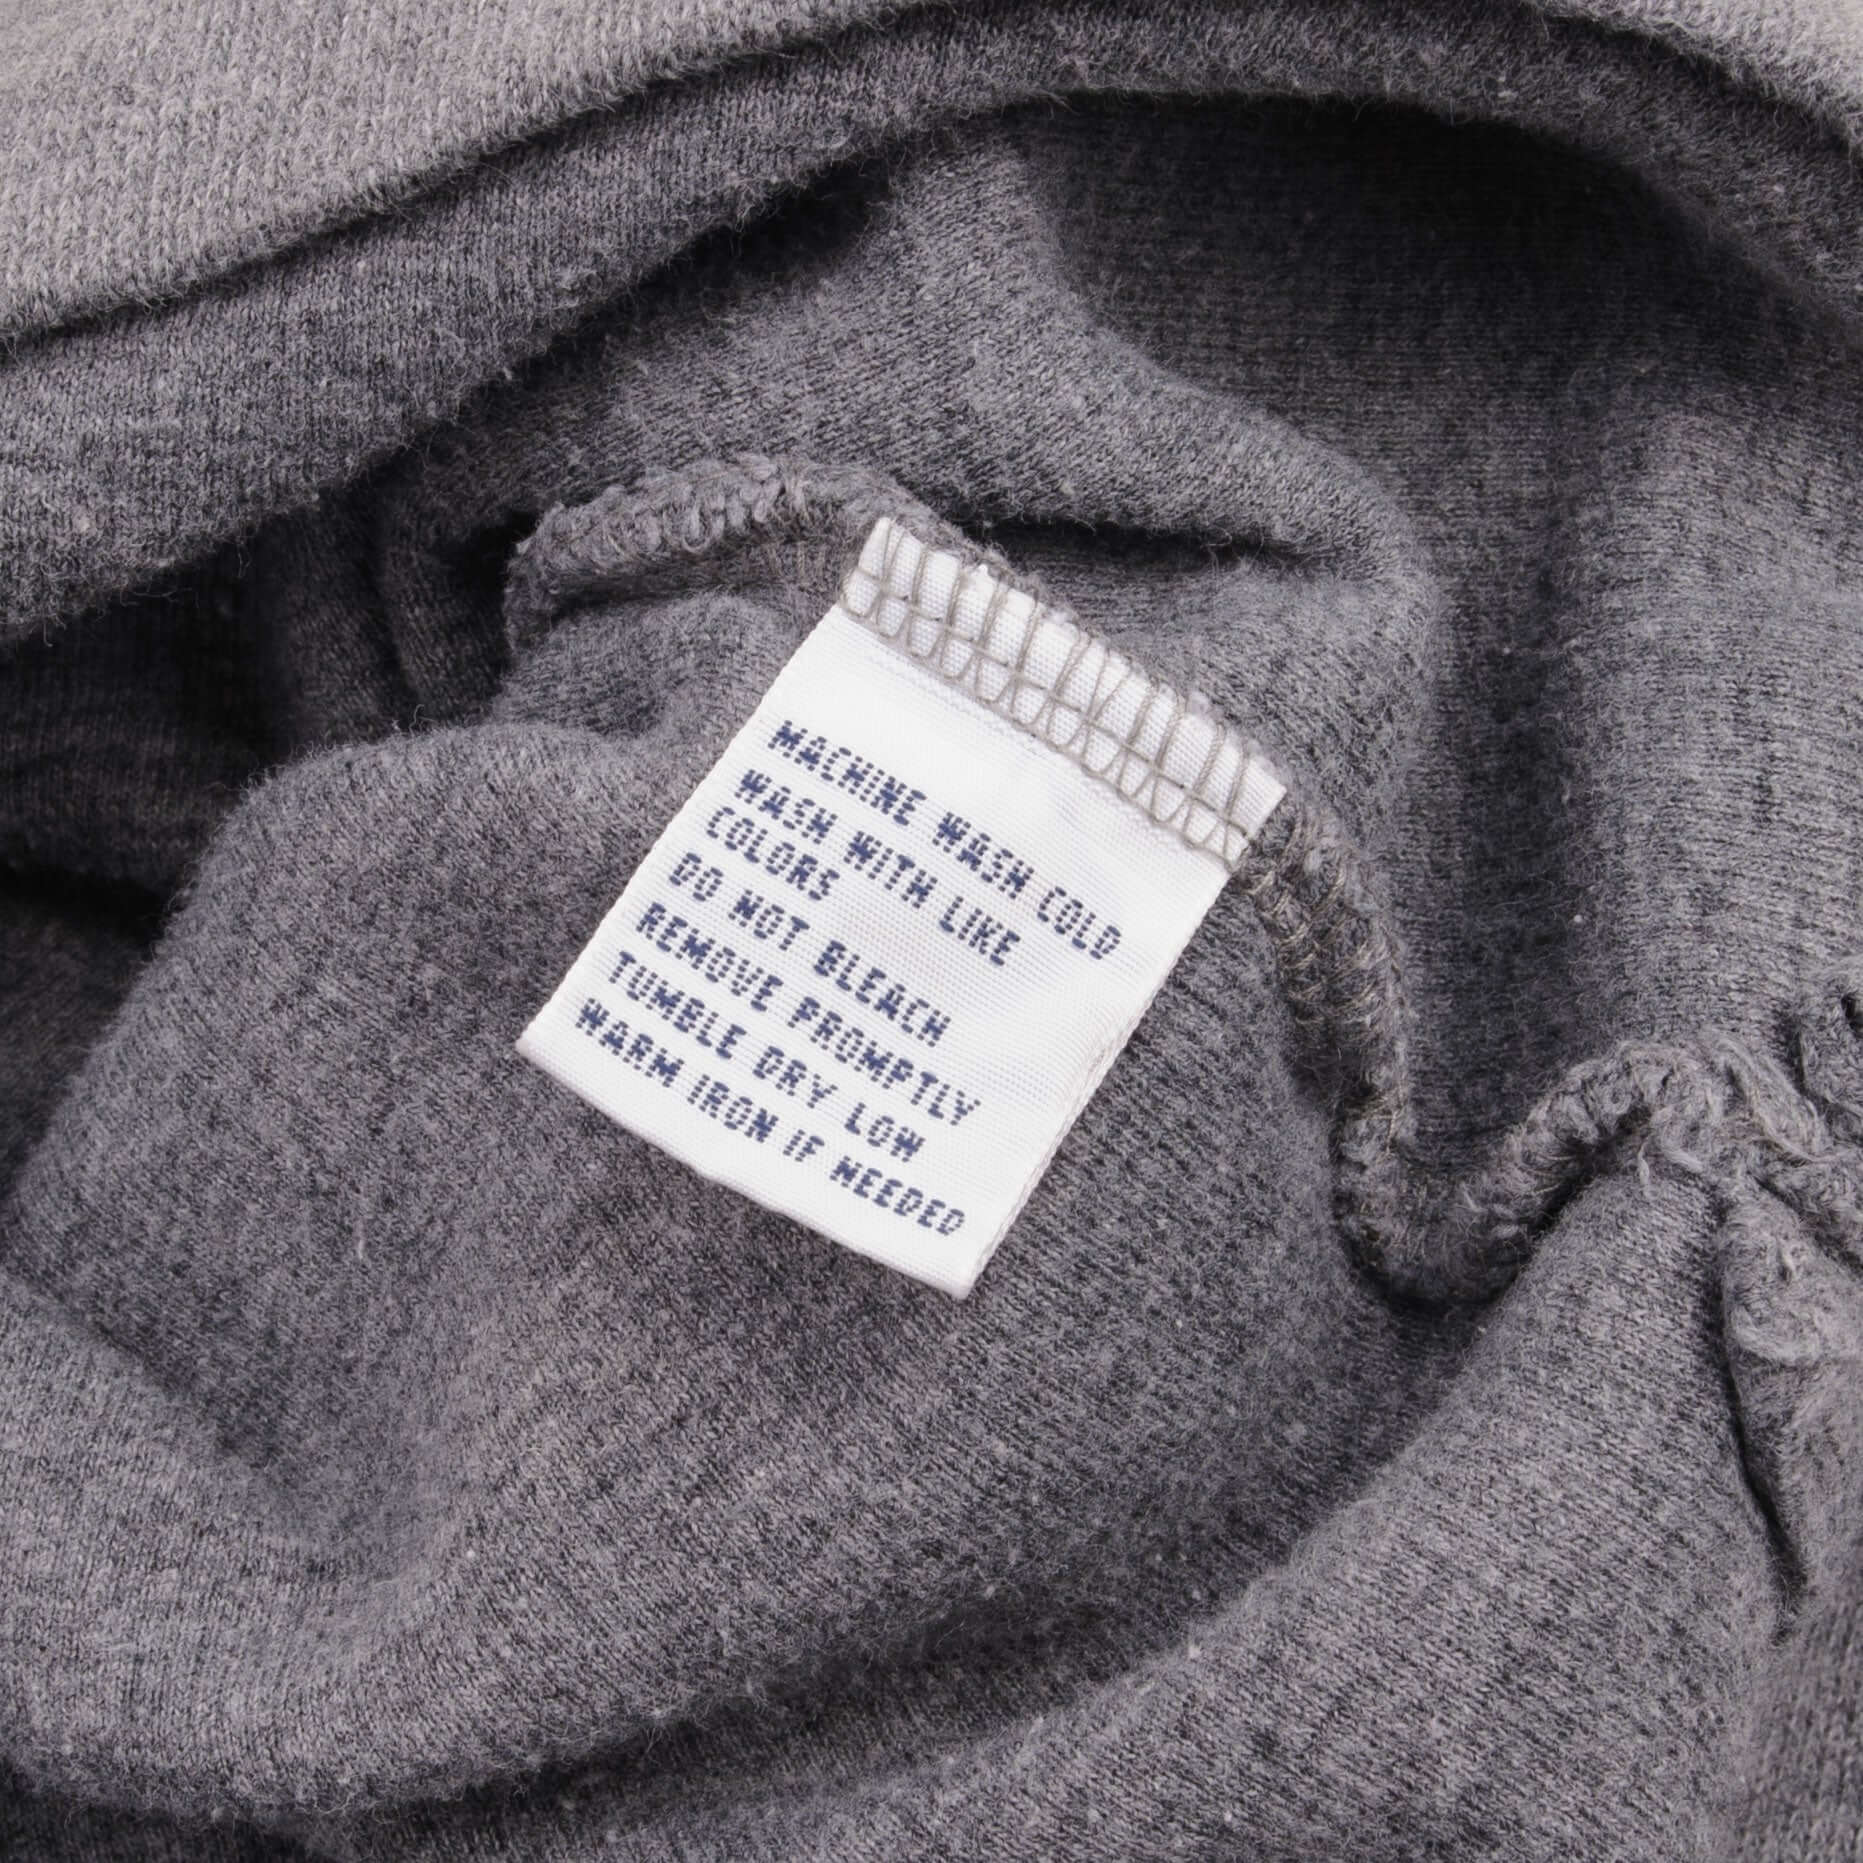 MACHINE WASH COLD
WASH WITH LIKE
COLORS
DO NOT BLEACH
REMOVE PROMPTLY
TUMBLE DRY LOW
WARM IRON IF NEEDED